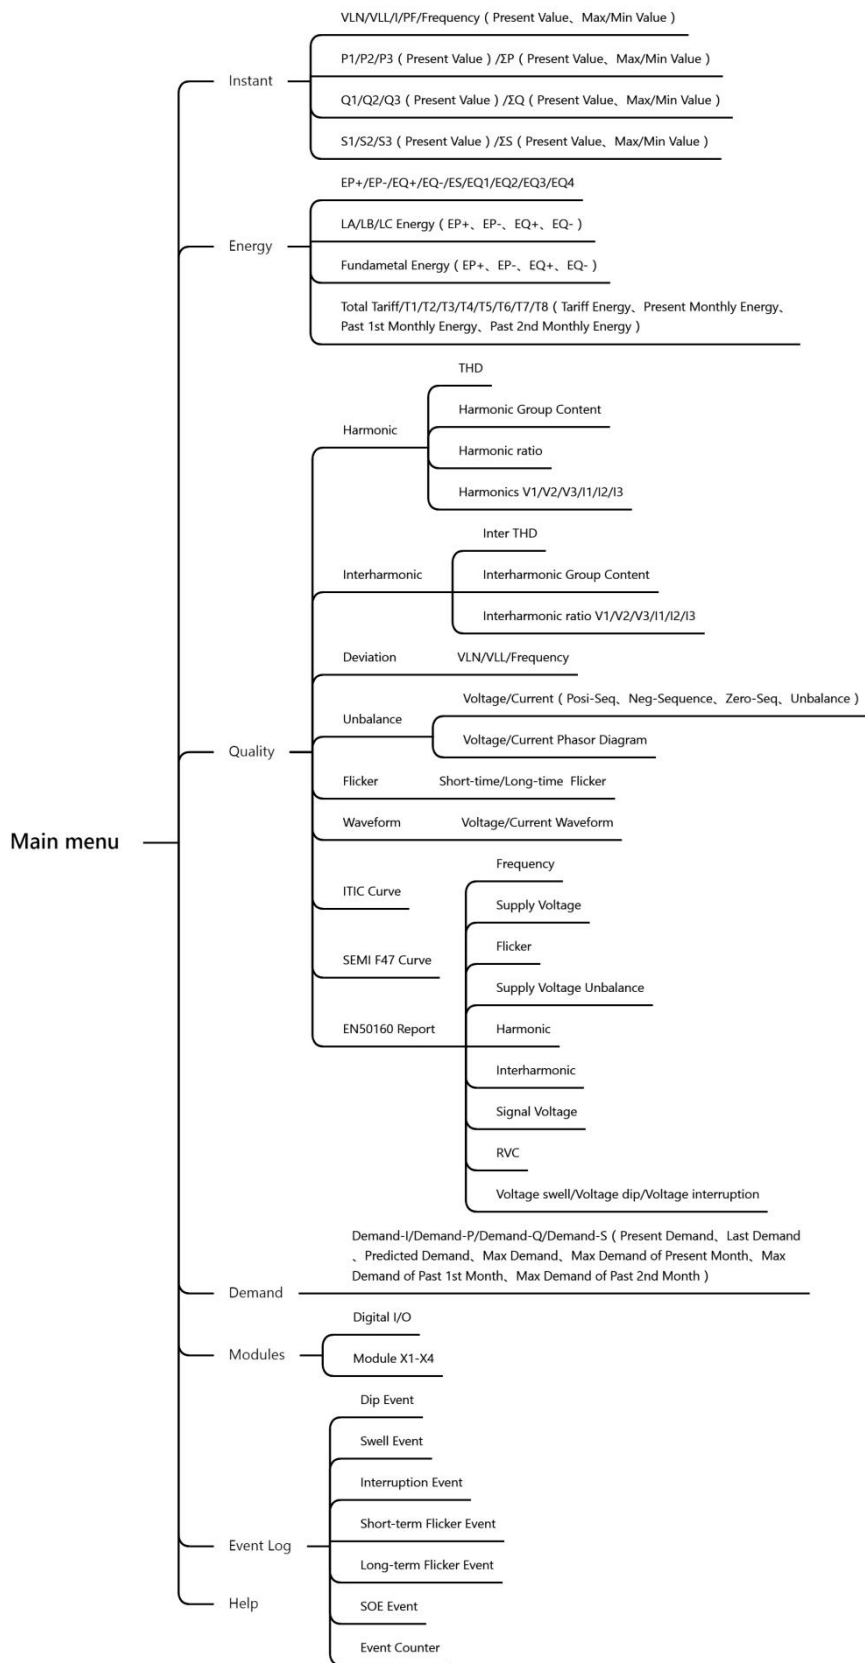 VLN/VLL/I/PF/Frequency ( Present Value、Max/Min Value )
P1/P2/P3 ( Present Value ) /ΣP ( Present Value、Max/Min Value )
Instant
Q1/Q2/Q3 ( Present Value ) /ΣQ ( Present Value、Max/Min Value )
S1/S2/S3 ( Present Value ) /ΣS ( Present Value、Max/Min Value )
EP+/EP-/EQ+/EQ-/ES/EQ1/EQ2/EQ3/EQ4
LA/LB/LC Energy ( EP+、EP-、EQ+、EQ- )
Energy
Fundametal Energy ( EP+、EP-、EQ+、EQ- )
Total Tariff/T1/T2/T3/T4/T5/T6/T7/T8 ( Tariff Energy、Present Monthly Energy、
Past 1st Monthly Energy、Past 2nd Monthly Energy )
THD
Harmonic Group Content
Harmonic
Harmonic ratio
Harmonics V1/V2/V3/I1/I2/I3
Inter THD
Interharmonic
Interharmonic Group Content
Interharmonic ratio V1/V2/V3/I1/I2/I3
Deviation VLN/VLL/Frequency
Voltage/Current ( Posi-Seq、Neg-Sequence、Zero-Seq、Unbalance )
Unbalance
Voltage/Current Phasor Diagram
Quality
Flicker Short-time/Long-time Flicker
Waveform Voltage/Current Waveform
Main menu
Frequency
ITIC Curve
Supply Voltage
Flicker
SEMI F47 Curve
Supply Voltage Unbalance
EN50160 Report
Harmonic
Interharmonic
Signal Voltage
RVC
Voltage swell/Voltage dip/Voltage interruption
Demand-I/Demand-P/Demand-Q/Demand-S ( Present Demand、Last Demand
、Predicted Demand、Max Demand、Max Demand of Present Month、Max
Demand of Past 1st Month、Max Demand of Past 2nd Month )
Demand
Digital I/O
Modules
Module X1-X4
Dip Event
Swell Event
Interruption Event
Short-term Flicker Event
Event Log
Long-term Flicker Event
Help
SOE Event
Event Counter